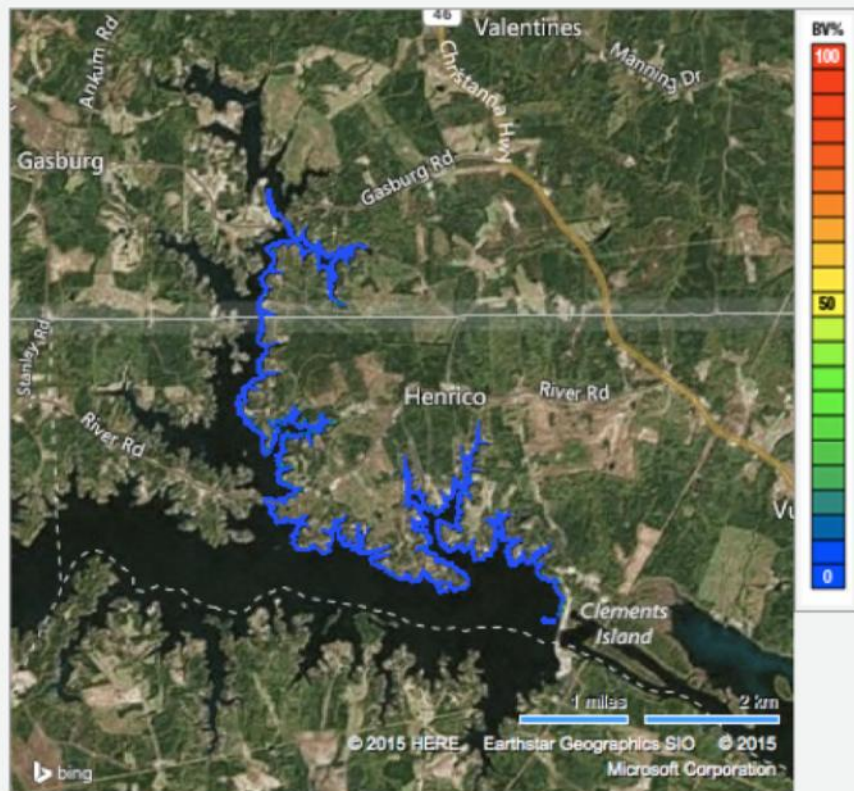 46
Valentines
BV%
100
Ankum Rd
Manning Dr
Christanna Hwy
Gasburg
Gasburg Rd
50
Stanley Rd
Henrico
River Rd
River Rd
Vu
0
Clements
Island
1 miles
2 km
© 2015 HERE
Earthstar Geographics SIO
© 2015
Microsoft Corporation
bing